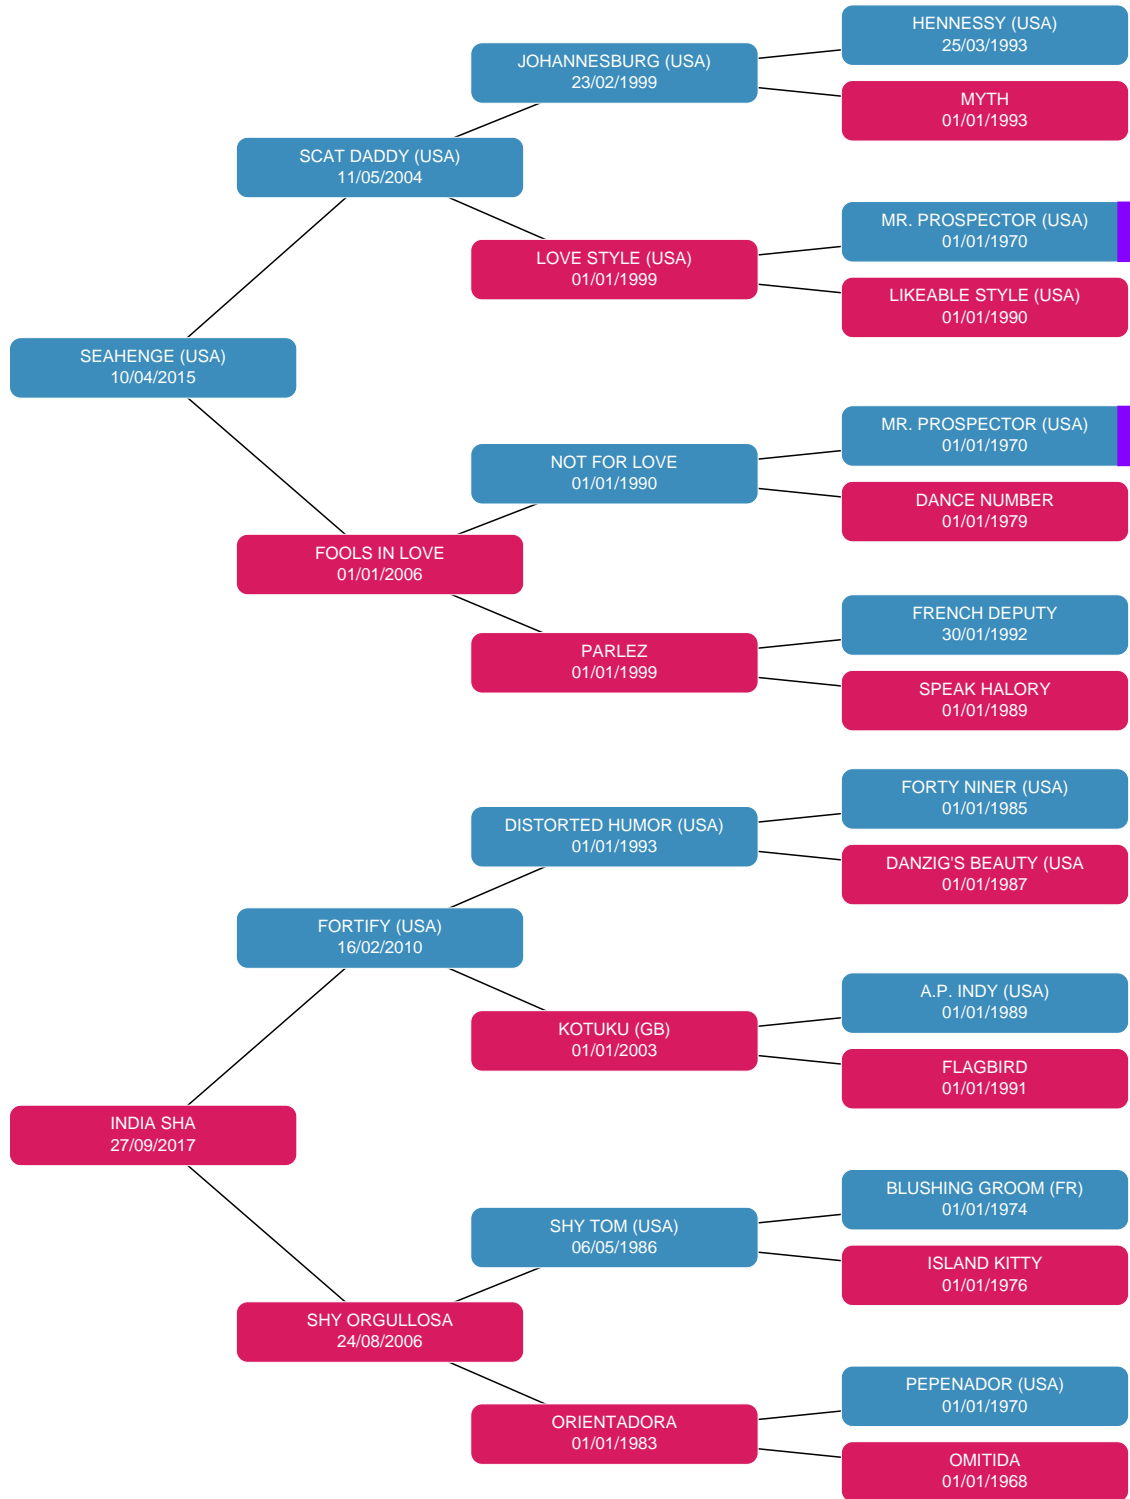 HENNESSY (USA)
25/03/1993
JOHANNESBURG (USA)
23/02/1999
MYTH
01/01/1993
SCAT DADDY (USA)
11/05/2004
MR. PROSPECTOR (USA)
01/01/1970
LOVE STYLE (USA)
01/01/1999
LIKEABLE STYLE (USA)
01/01/1990
SEAHENGE (USA)
10/04/2015
MR. PROSPECTOR (USA)
01/01/1970
NOT FOR LOVE
01/01/1990
DANCE NUMBER
01/01/1979
FOOLS IN LOVE
01/01/2006
FRENCH DEPUTY
30/01/1992
PARLEZ
01/01/1999
SPEAK HALORY
01/01/1989
FORTY NINER (USA)
01/01/1985
DISTORTED HUMOR (USA)
01/01/1993
DANZIG'S BEAUTY (USA
01/01/1987
FORTIFY (USA)
16/02/2010
A.P. INDY (USA)
01/01/1989
KOTUKU (GB)
01/01/2003
FLAGBIRD
01/01/1991
INDIA SHA
27/09/2017
BLUSHING GROOM (FR)
01/01/1974
SHY TOM (USA)
06/05/1986
ISLAND KITTY
01/01/1976
SHY ORGULLOSA
24/08/2006
PEPENADOR (USA)
01/01/1970
ORIENTADORA
01/01/1983
OMITIDA
01/01/1968